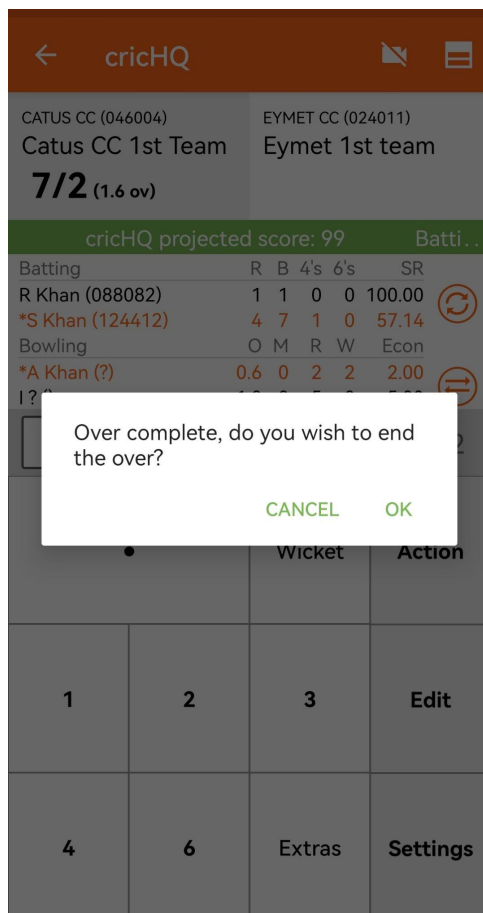 cricHQ
CATUS CC (046004)
Catus CC 1st Team
7/2 (1.6 ov)
EYMET CC (024011)
Eymet 1st team
cricHQ projected score: 99 Batti..
Batting R B 4's 6's SR
R Khan (088082) 1 1 0 0 100.00
*S Khan (124412) 4 7 1 0 57.14
Bowling O M R W Econ
*A Khan (?) 0.6 0 2 2 2.00
Over complete, do you wish to end
the over?
CANCEL OK
• Wicket Action
1 2 3 Edit
4 6 Extras Settings